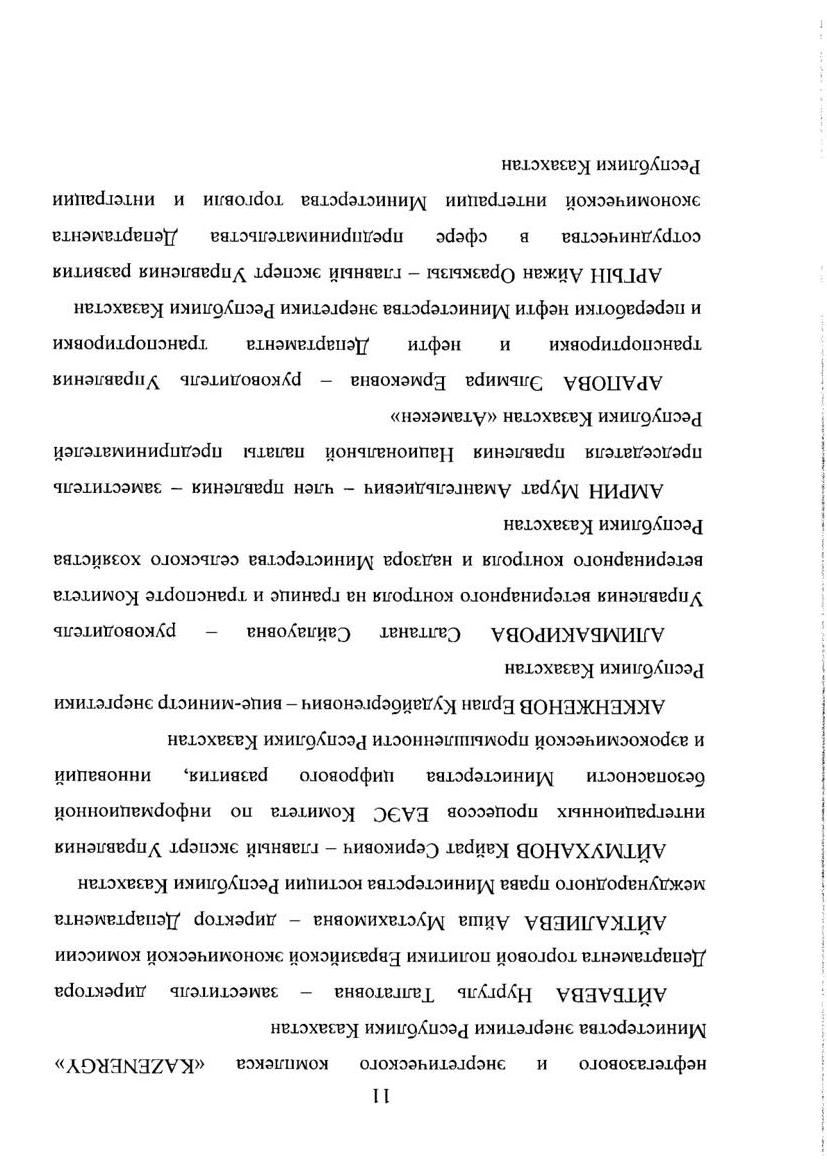 11
нефтегазового и энергетического комплекса «KAZENERGY»
Министерства энергетики Республики Казахстан
АЙТБАЕВА Нургуль Талгатовна – заместитель директора
Департамента торговой политики Евразийской экономической комиссии
АЙТКАЛИЕВА Айша Мустахимовна – директор Департамента
международного права Министерства юстиции Республики Казахстан
АЙТМУХАНОВ Кайрат Серикович – главный эксперт Управления
интеграционных процессов ЕАЭС Комитета по информационной
безопасности Министерства цифрового развития, инноваций
и аэрокосмической промышленности Республики Казахстан
АККЕНЖЕНОВ Ерлан Кудайбергенович – вице-министр энергетики
Республики Казахстан
АЛИМБАКИРОВА Салтанат Сайлауовна – руководитель
Управления ветеринарного контроля на границе и транспорте Комитета
ветеринарного контроля и надзора Министерства сельского хозяйства
Республики Казахстан
АМРИН Мурат Амангельдиевич – член правления – заместитель
председателя правления Национальной палаты предпринимателей
Республики Казахстан «Атамекен»
АРАПОВА Эльмира Ермековна – руководитель Управления
транспортировки и нефти Департамента транспортировки
и переработки нефти Министерства энергетики Республики Казахстан
АРГЫН Айжан Оразкызы – главный эксперт Управления развития
сотрудничества в сфере предпринимательства Департамента
экономической интеграции Министерства торговли и интеграции
Республики Казахстан